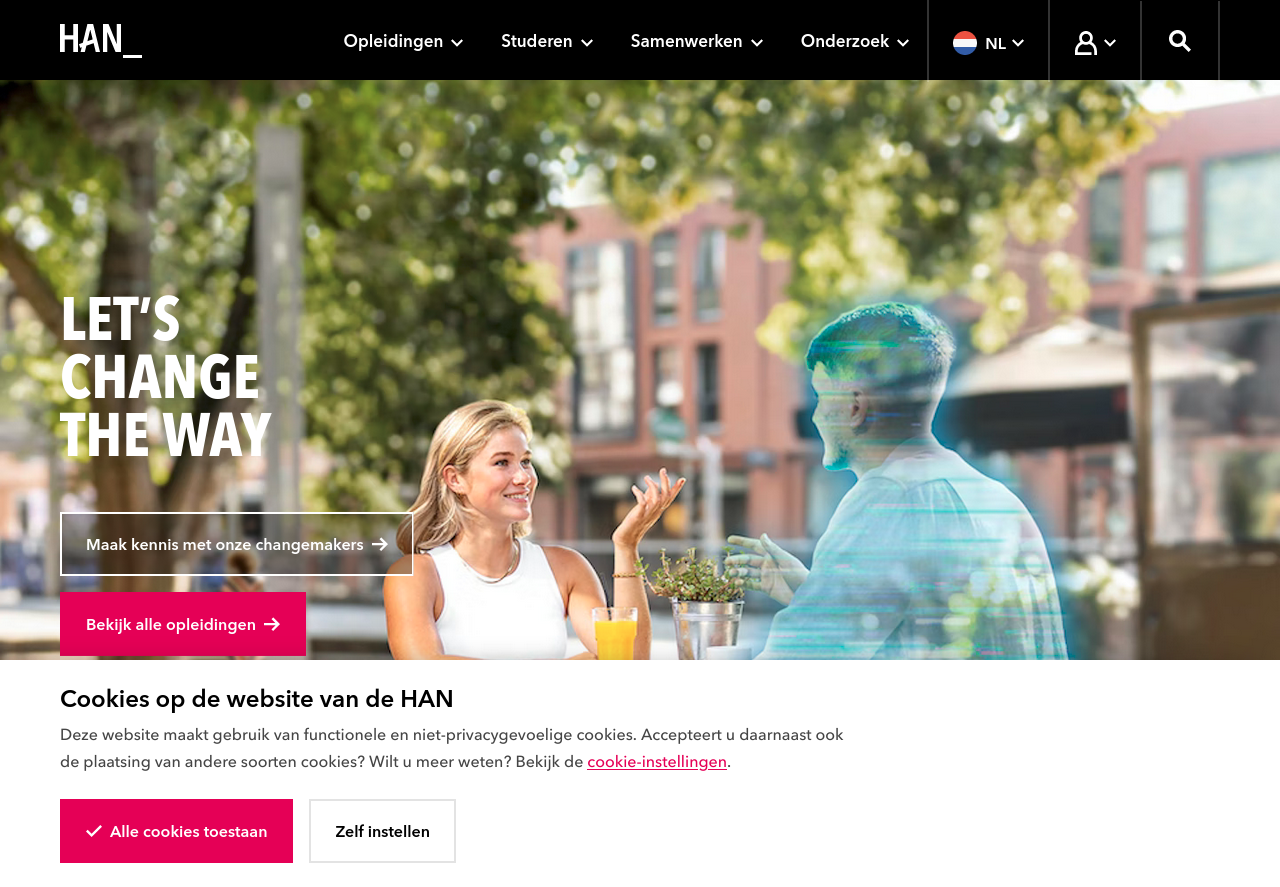 HAN_
Opleidingen
Studeren
Samenwerken
Onderzoek
NL
LET'S
CHANGE
THE WAY
Maak kennis met onze changemakers
Bekijk alle opleidingen
Cookies op de website van de HAN
Deze website maakt gebruik van functionele en niet-privacygevoelige cookies. Accepteert u daarnaast ook
de plaatsing van andere soorten cookies? Wilt u meer weten? Bekijk de cookie-instellingen.
Alle cookies toestaan
Zelf instellen